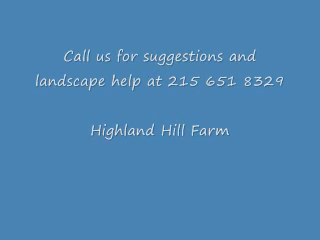 Call us for suggestions and
landscape help at 215 651 8329
Highland Hill Farm